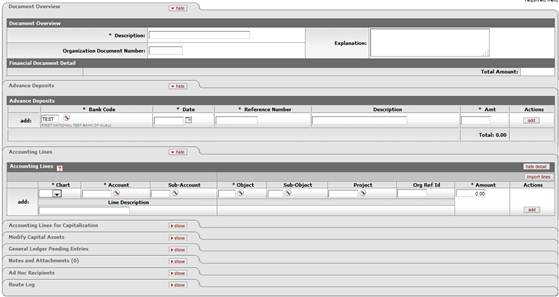 Document Overview hide
Document Overview
* Description:
Explanation:
Organization Document Number:
Financial Document Detail
Total Amount:
Advance Deposits hide
Advance Deposits
* Bank Code * Date * Reference Number Description * Amt Actions
add: TEST add
Total: 0.00
Accounting Lines hide
Accounting Lines ? hide detail
import lines
* Chart * Account Sub-Account * Object Sub-Object Project Org Ref Id * Amount Actions
add: 0.00
Line Description
add
Accounting Lines for Capitalization show
Modify Capital Assets show
General Ledger Pending Entries show
Notes and Attachments (0) show
Ad Hoc Recipients show
Route Log show